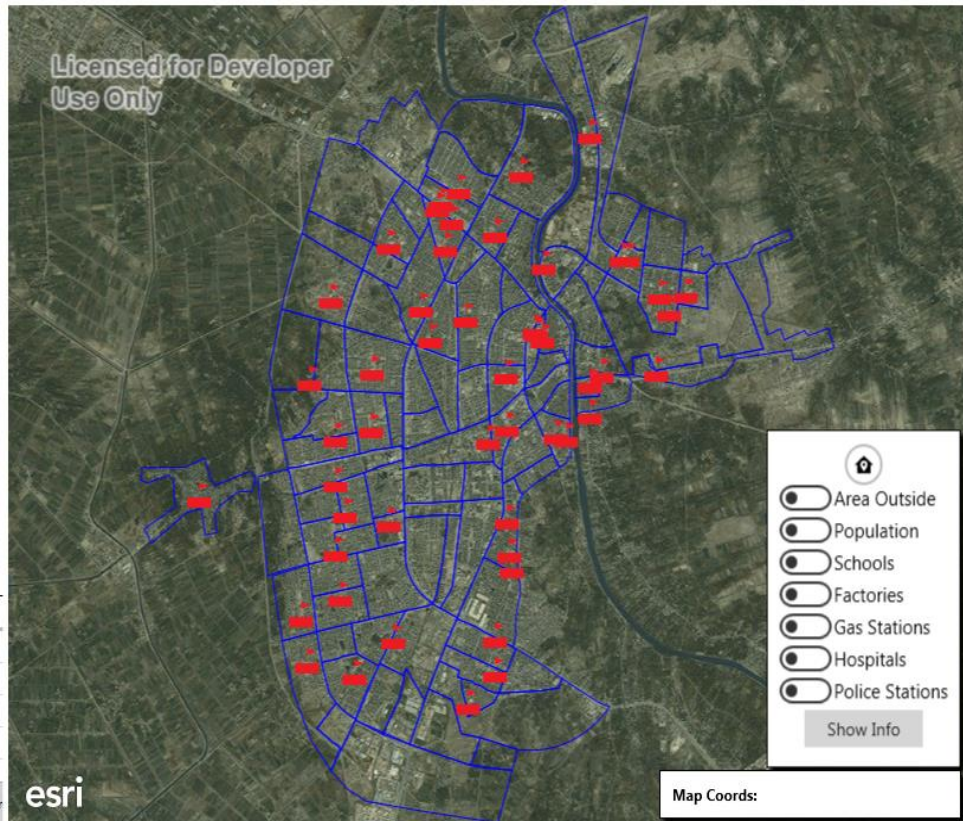 Licensed for Developer
Use Only
Area Outside
Population
Schools
Factories
Gas Stations
Hospitals
Police Stations
Show Info
Map Coords:
esri